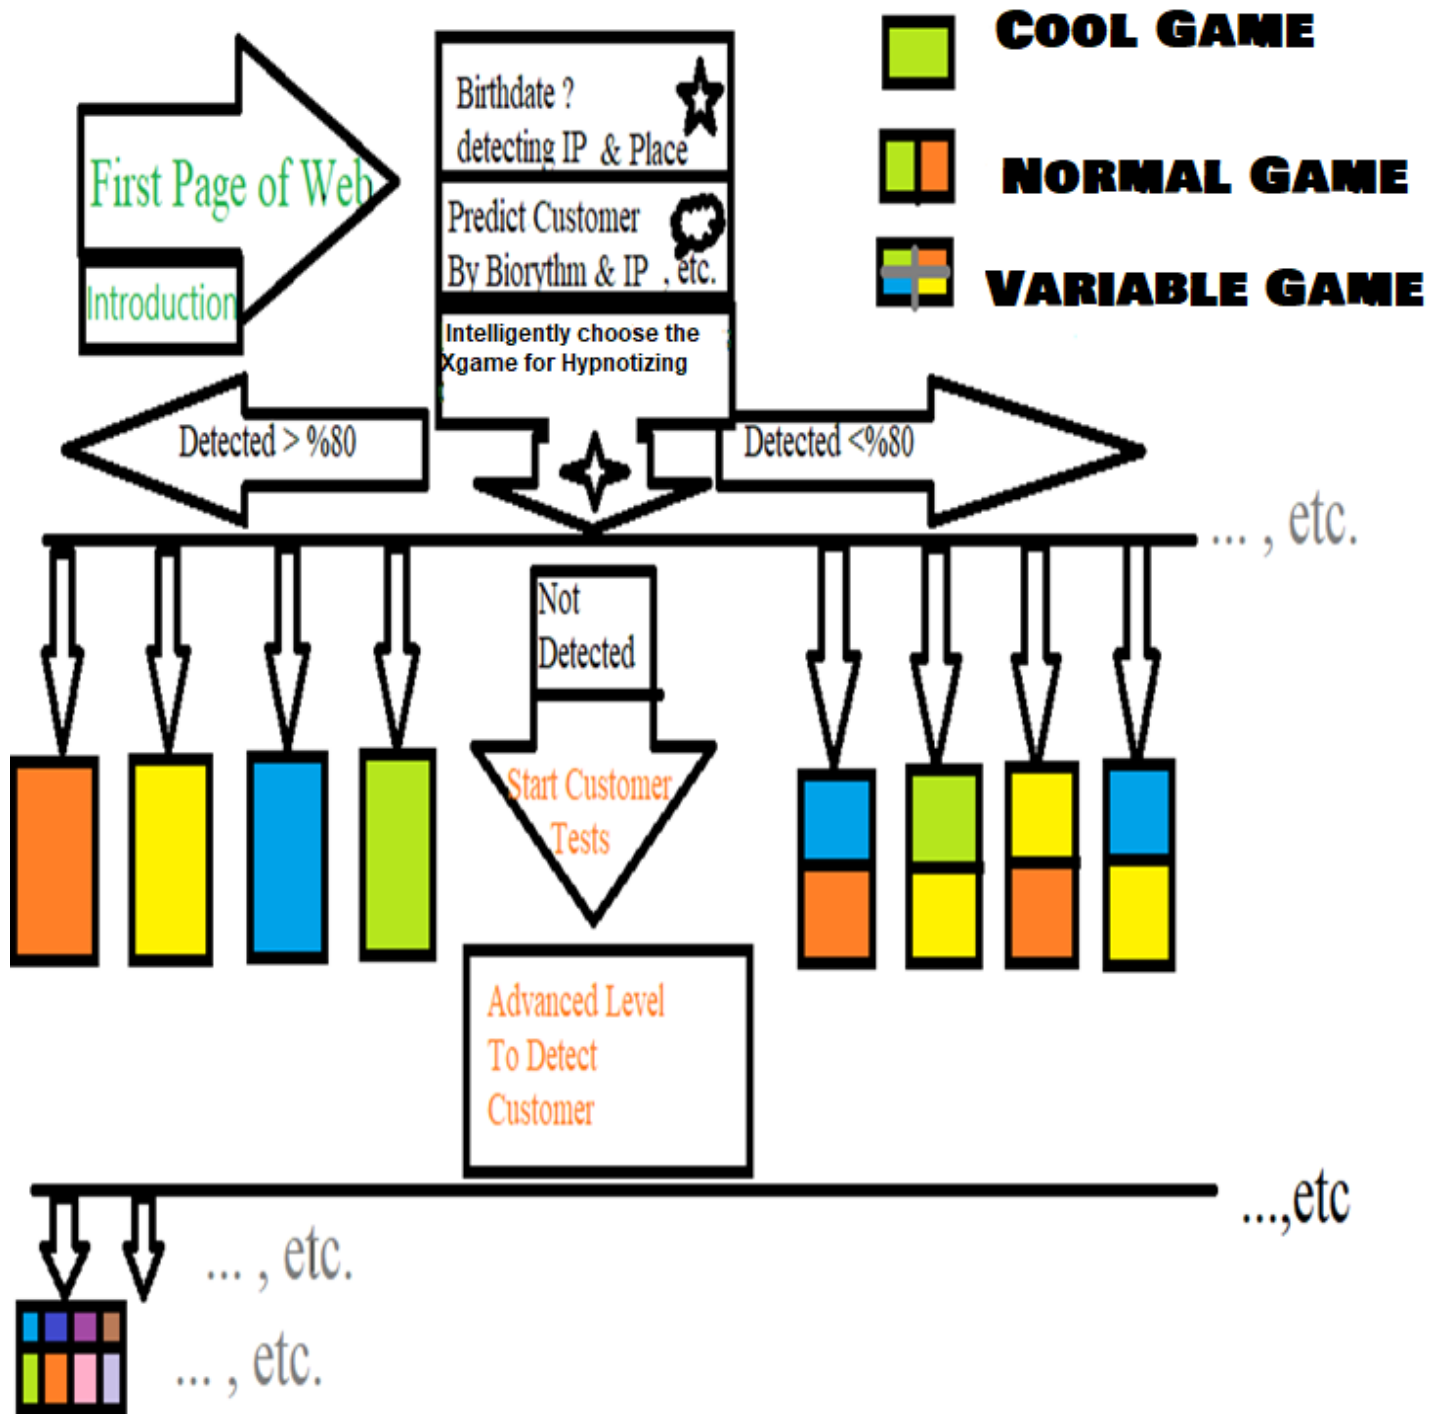 First Page of Web
Introduction
Birthdate ?
detecting IP & Place
Predict Customer
By Biorythm & IP , etc.
Intelligently choose the
Xgame for Hypnotizing
COOL GAME
NORMAL GAME
VARIABLE GAME
Detected > %80
Detected <%80
... , etc.
Not
Detected
Start Customer
Tests
Advanced Level
To Detect
Customer
...,etc
... , etc.
... , etc.